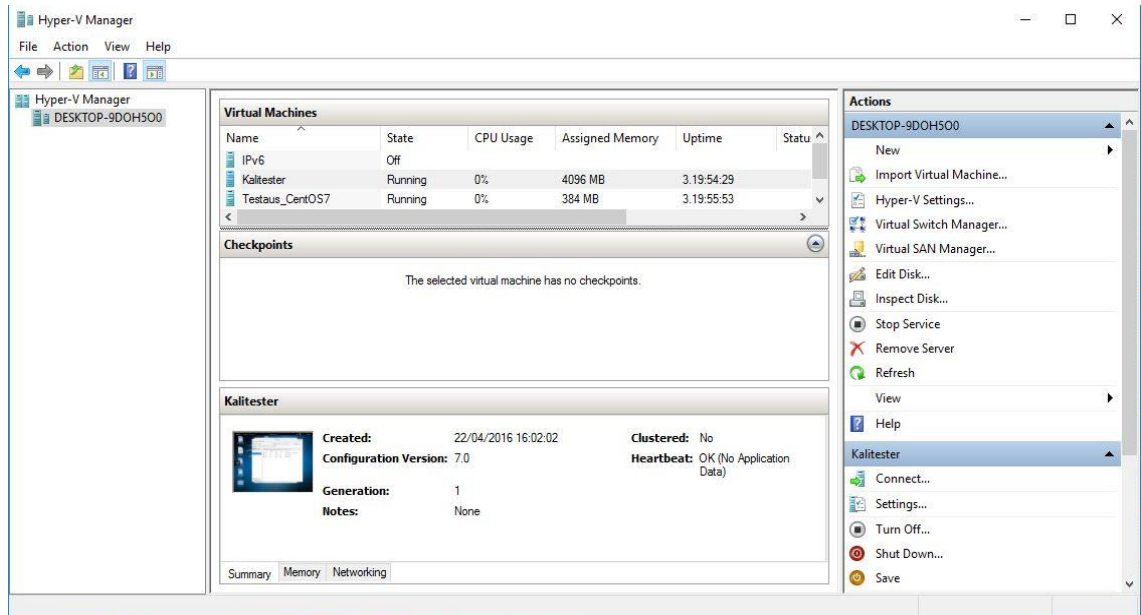 Hyper-V Manager
File Action View Help
Hyper-V Manager
DESKTOP-9DOH5O0
Virtual Machines
Name State CPU Usage Assigned Memory Uptime Statu
IPv6 Off
Kalitester Running 0% 4096 MB 3.19:54:29
Testaus_CentOS7 Running 0% 384 MB 3.19:55:53
Checkpoints
The selected virtual machine has no checkpoints.
Kalitester
Created: 22/04/2016 16:02:02 Clustered: No
Configuration Version: 7.0 Heartbeat: OK (No Application
Data)
Generation: 1
Notes: None
Summary Memory Networking
Actions
DESKTOP-9DOH5O0
New
Import Virtual Machine...
Hyper-V Settings...
Virtual Switch Manager...
Virtual SAN Manager...
Edit Disk...
Inspect Disk...
Stop Service
Remove Server
Refresh
View
Help
Kalitester
Connect...
Settings...
Turn Off...
Shut Down...
Save